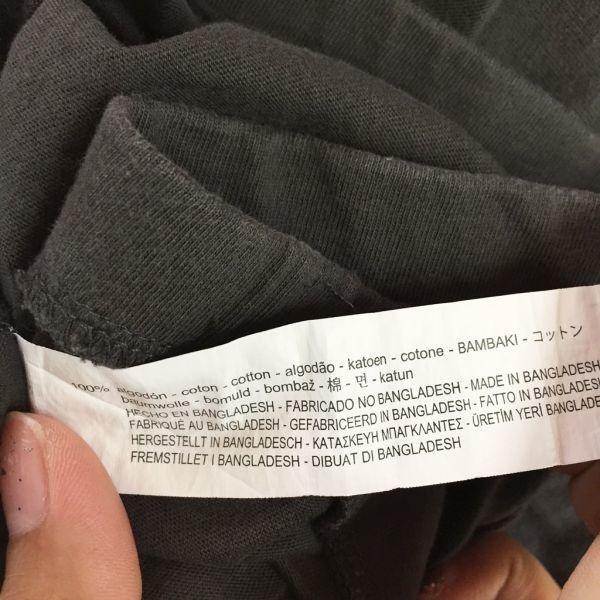 100% algodón - coton - cotton - algodão - katoen - cotone - BAMBAKI - コットン
baumwolle - bomuld - bombaž - 棉 - 면 - katun
HECHO EN BANGLADESH - FABRICADO NO BANGLADESH - MADE IN BANGLADESH
FABRIQUÉ AU BANGLADESH - GEFABRICEERD IN BANGLADESH - FATTO IN BANGLADESH
HERGESTELLT IN BANGLADESCH - ΚΑΤΑΣΚΕΥΗ ΜΠΑΓΚΛΑΝΤΕΣ - ÜRETİM YERİ BANGLADE
FREMSTILLET I BANGLADESH - DIBUAT DI BANGLADESH